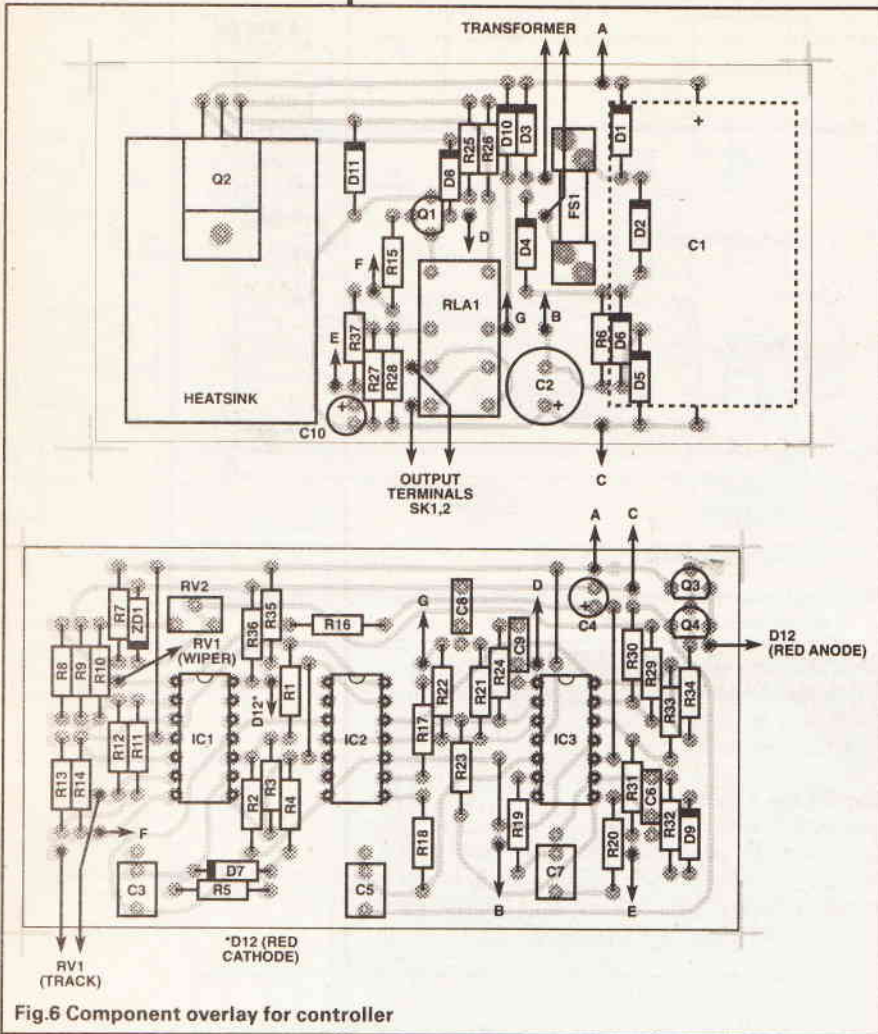 TRANSFORMER A
D10 D3 D1 +
R25 R26
Q2 D11 D8 FS1
Q1 D2
D D4 C1
F R15
RLA1
R37 G B R6 D6
E R27 R28 C2 D5
HEATSINK
+ +
C10
OUTPUT
TERMINALS
SK1,2
C
A C
RV2 C8 D Q3
R7 ZD1 R36 R35 R16 G C9 + Q4
C4 D12
(RED ANODE)
R8 R9 R10 RV1
(WIPER)
R1 R22 R21 R24 R30 R29
D12* R17 R33 R34
R12 R11 IC1 IC2 IC3
R13 R14 R2 R3 R4 R23 R19 R31 C6
F R18 R20 R32 D9
D7
C3 R5 C5 C7
B E
*D12 (RED
CATHODE)
RV1
(TRACK)
Fig.6 Component overlay for controller